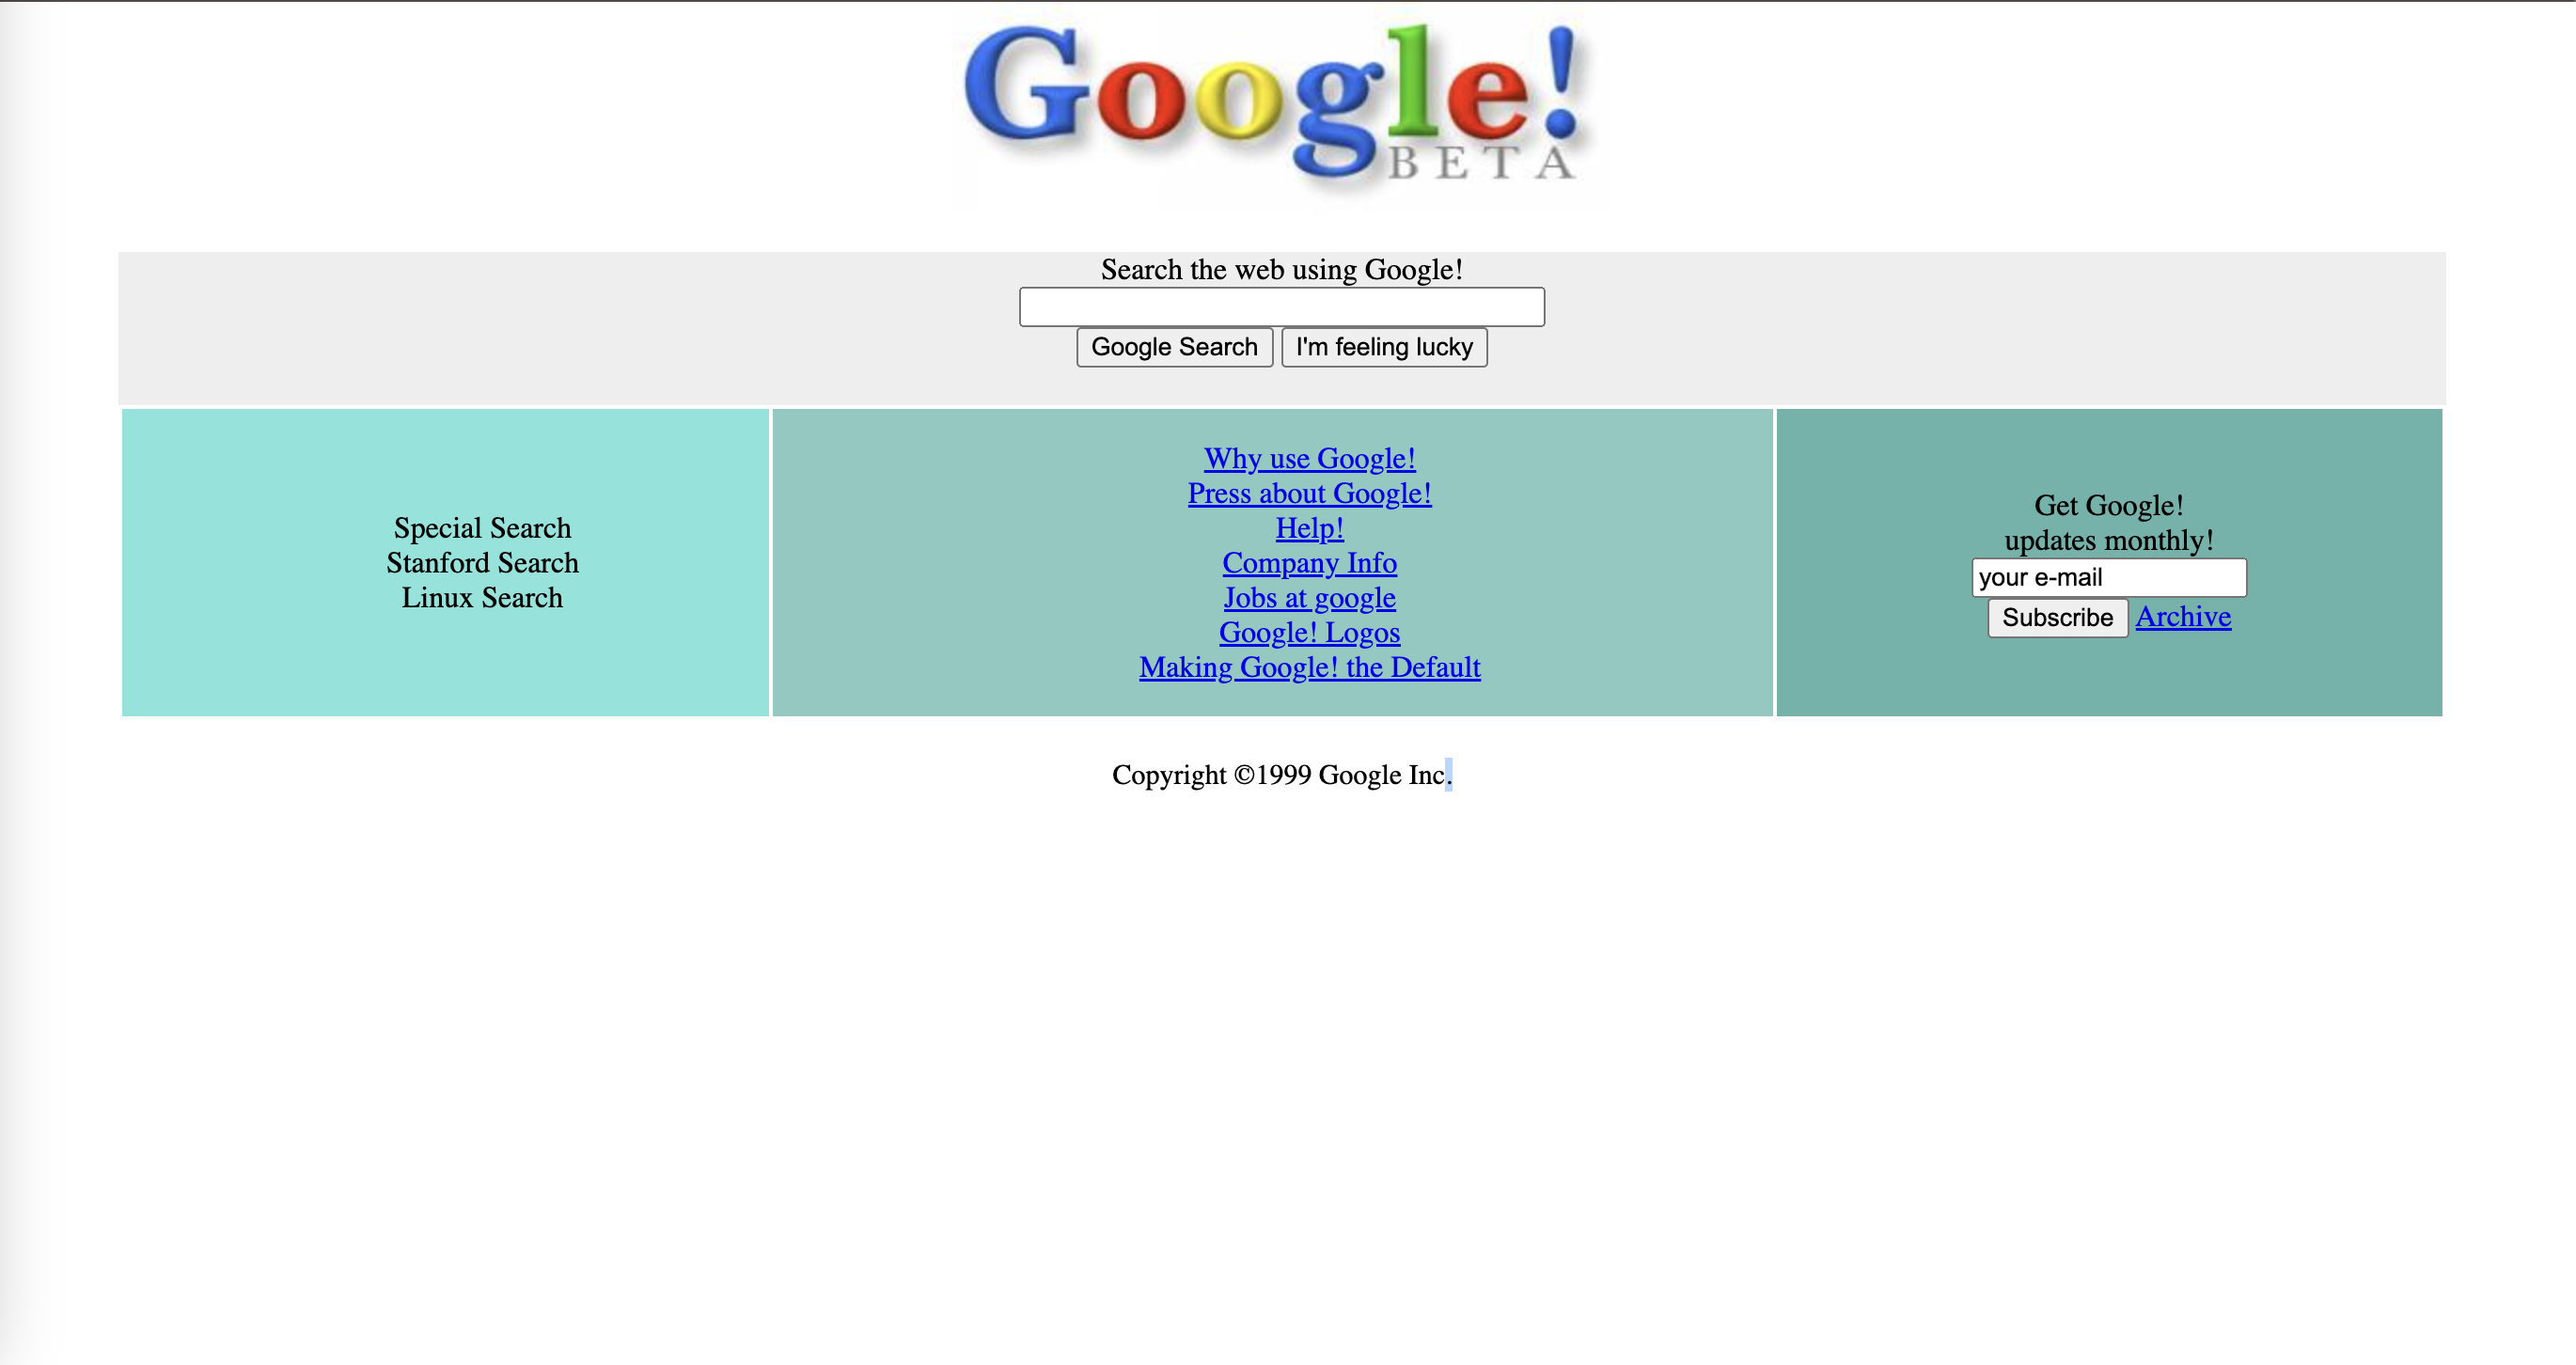 Google!
BETA
Search the web using Google!
Google Search I'm feeling lucky
Special Search
Stanford Search
Linux Search
Why use Google!
Press about Google!
Help!
Company Info
Jobs at google
Google! Logos
Making Google! the Default
Get Google!
updates monthly!
your e-mail
Subscribe Archive
Copyright ©1999 Google Inc.